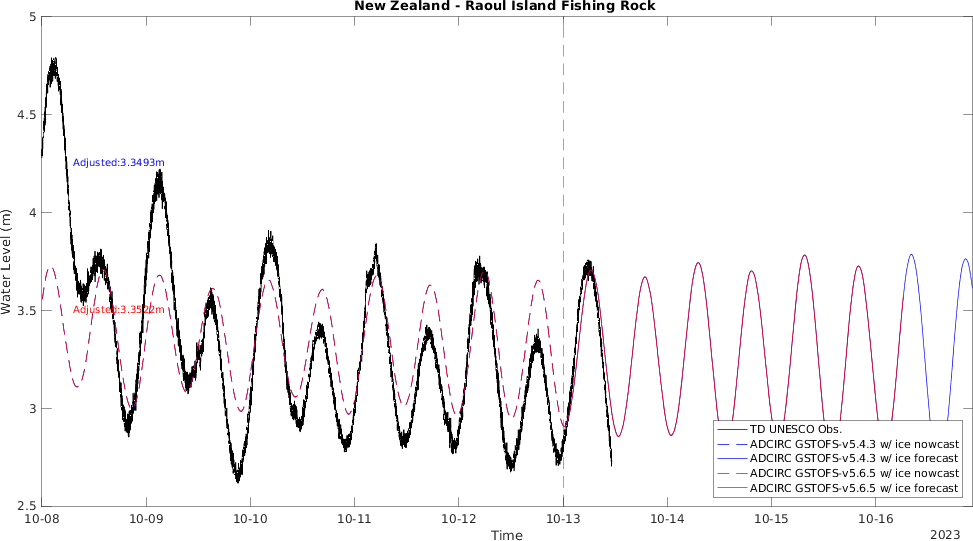 New Zealand - Raoul Island Fishing Rock
5
4.5
4
3.5
3
2.5
Water Level (m)
Adjusted:3.3493m
Adjusted:3.3522m
TD UNESCO Obs.
ADCIRC GSTOFS-v5.4.3 w/ ice nowcast
ADCIRC GSTOFS-v5.4.3 w/ ice forecast
ADCIRC GSTOFS-v5.6.5 w/ ice nowcast
ADCIRC GSTOFS-v5.6.5 w/ ice forecast
10-08 10-09 10-10 10-11 10-12 10-13 10-14 10-15 10-16
Time
2023